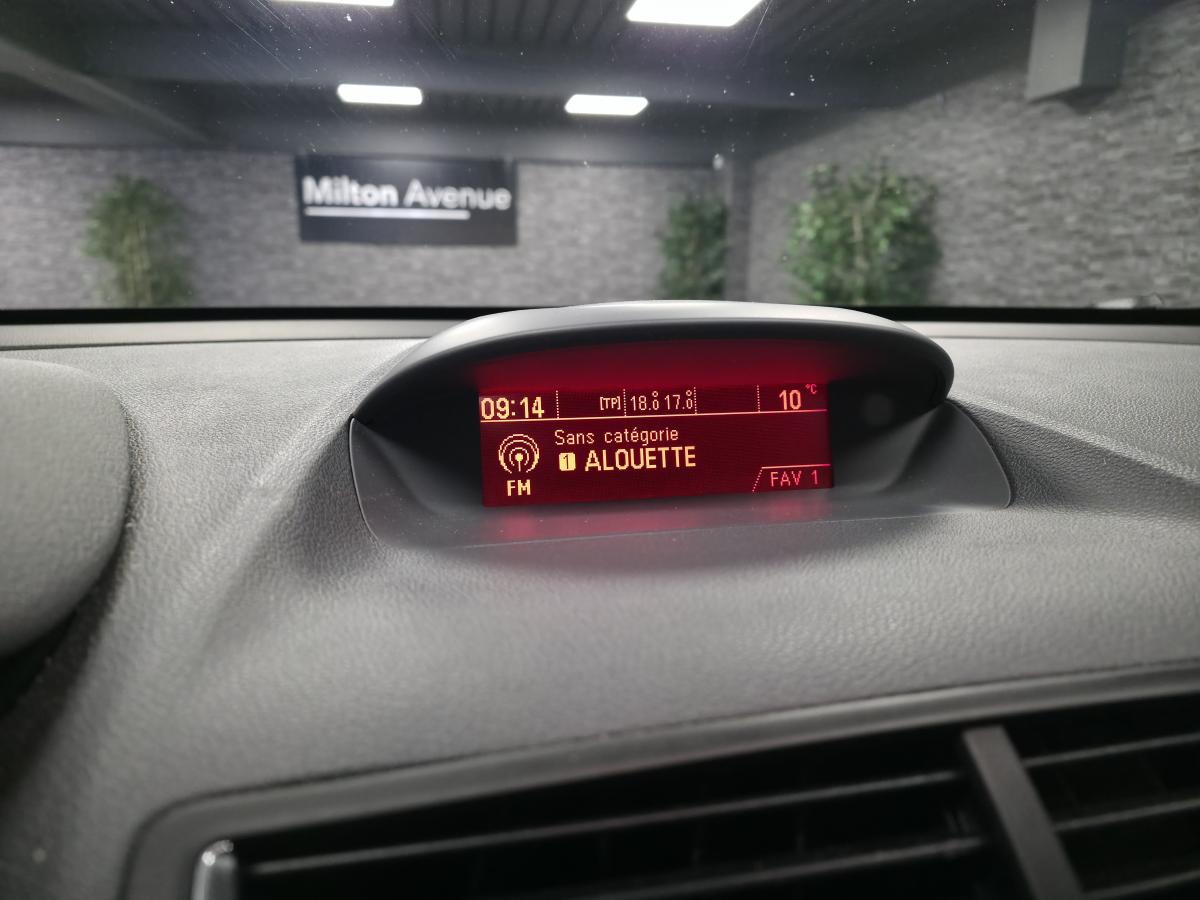 Milton Avenue
09:14 [TP] 18.0° 17.0° 10°C
Sans catégorie
1 ALOUETTE
FM
FAV 1